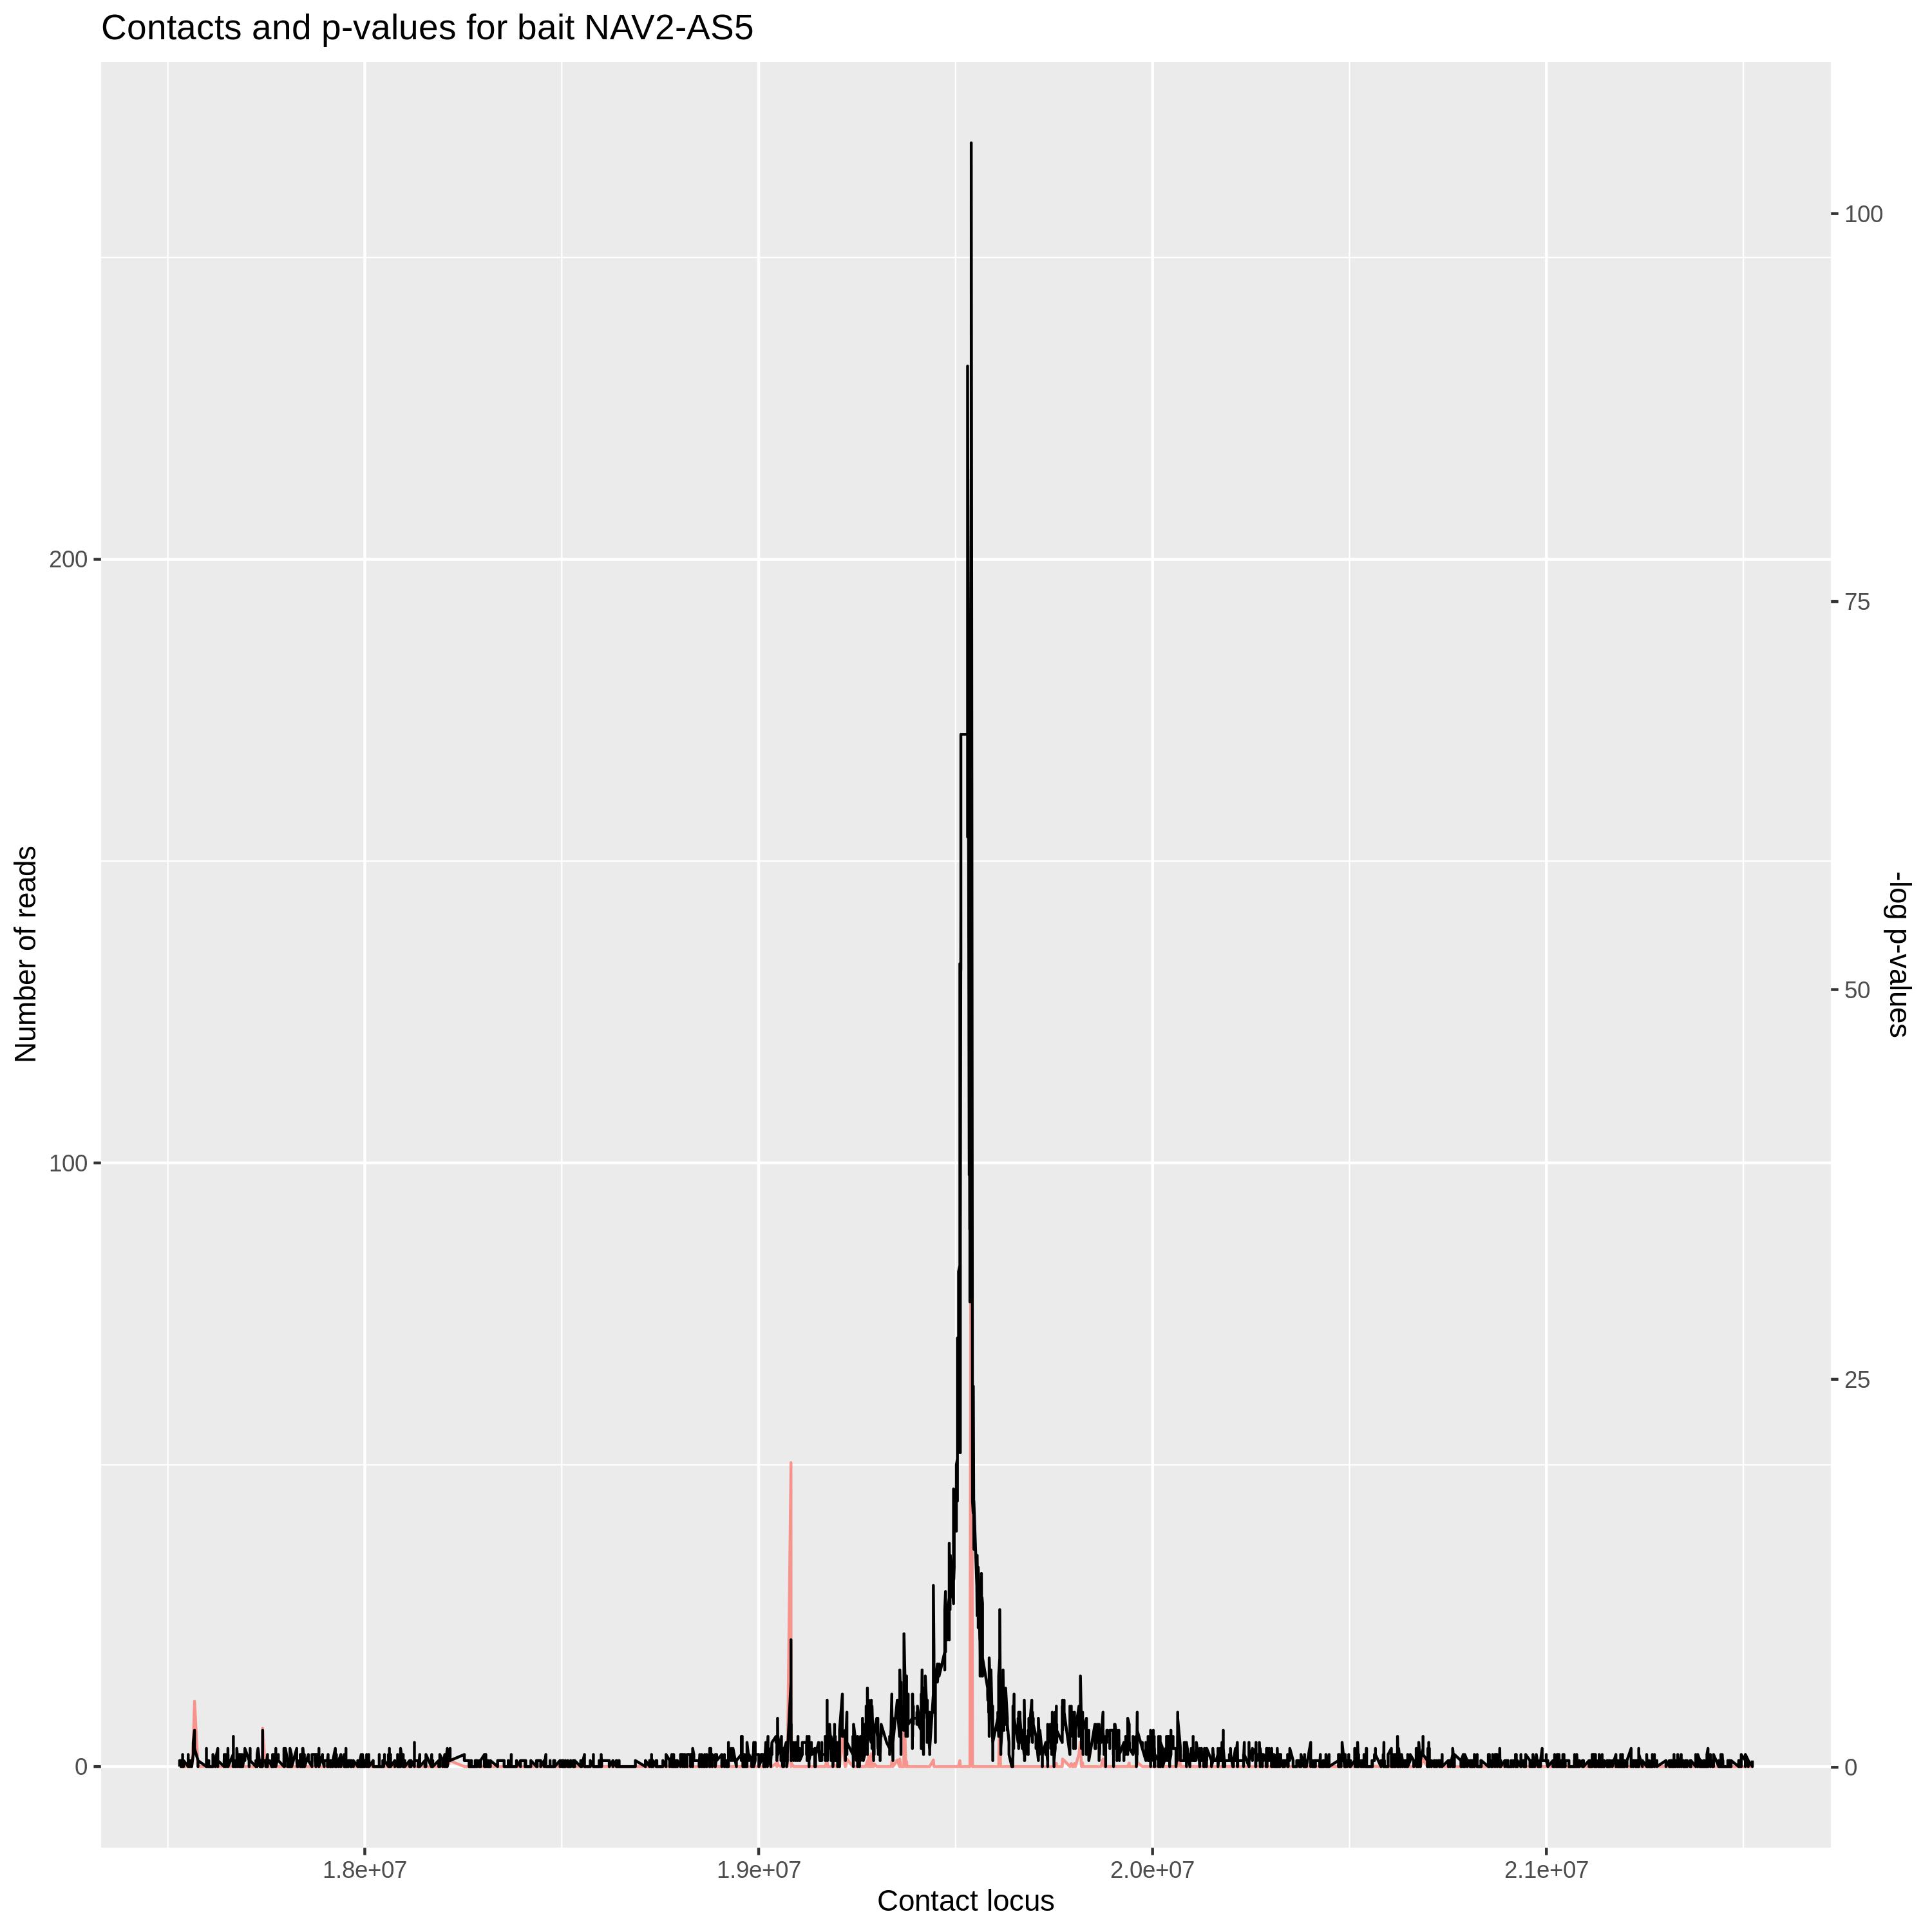 Contacts and p-values for bait NAV2-AS5
200
100
0
Number of reads
100
75
50
25
0
-log p-values
1.8e+07
1.9e+07
2.0e+07
2.1e+07
Contact locus